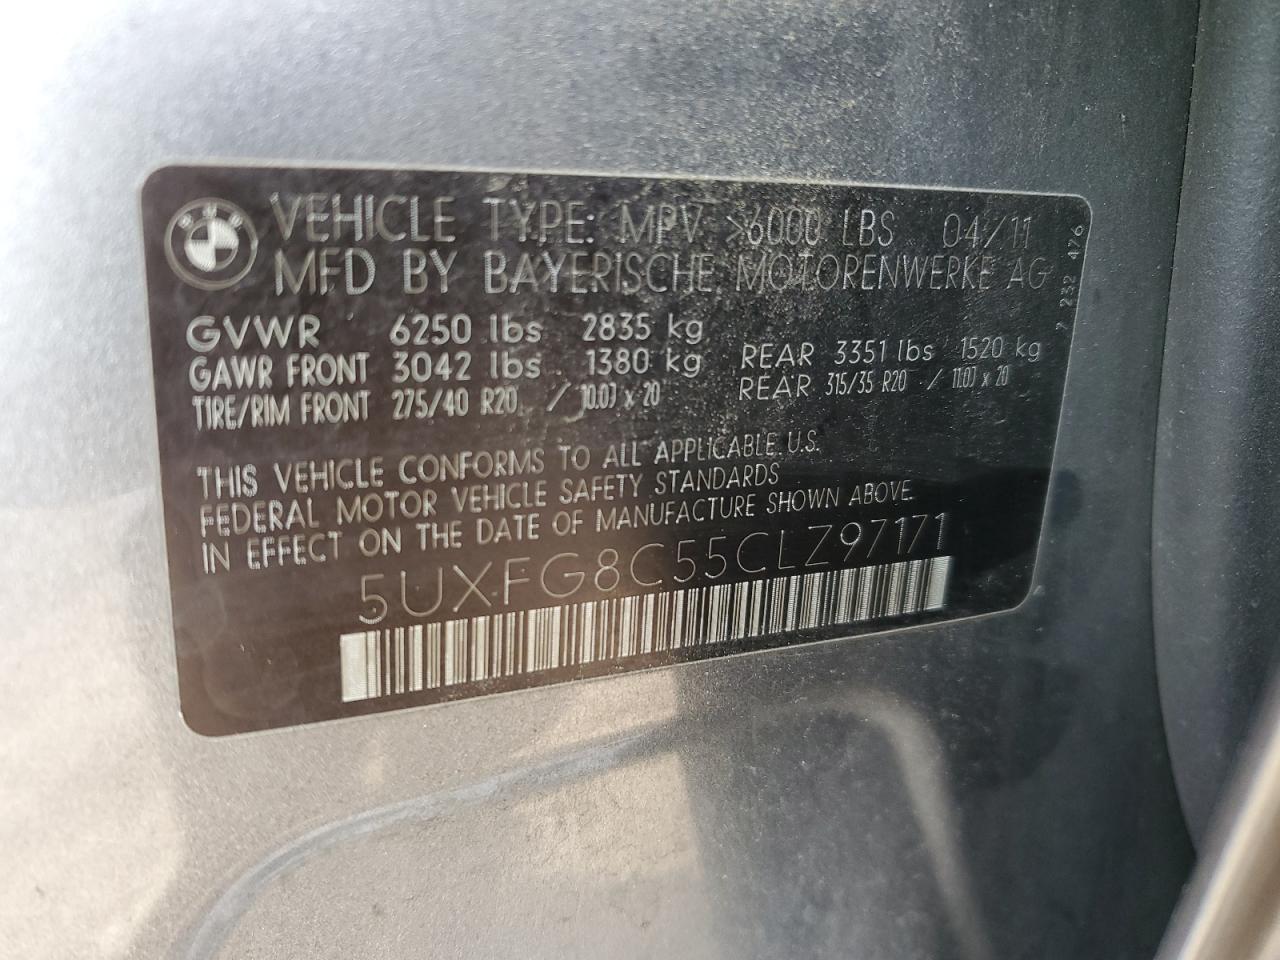 BMW
VEHICLE TYPE: MPV >6000 LBS 04/11
MFD BY BAYERISCHE MOTORENWERKE AG
7 232 476
GVWR 6250 lbs 2835 kg
GAWR FRONT 3042 lbs 1380 kg REAR 3351 lbs 1520 kg
TIRE/RIM FRONT 275/40 R20 / 10.0J x 20 REAR 315/35 R20 / 11.0J x 20
THIS VEHICLE CONFORMS TO ALL APPLICABLE U.S.
FEDERAL MOTOR VEHICLE SAFETY STANDARDS
IN EFFECT ON THE DATE OF MANUFACTURE SHOWN ABOVE.
5UXFG8C55CLZ97171